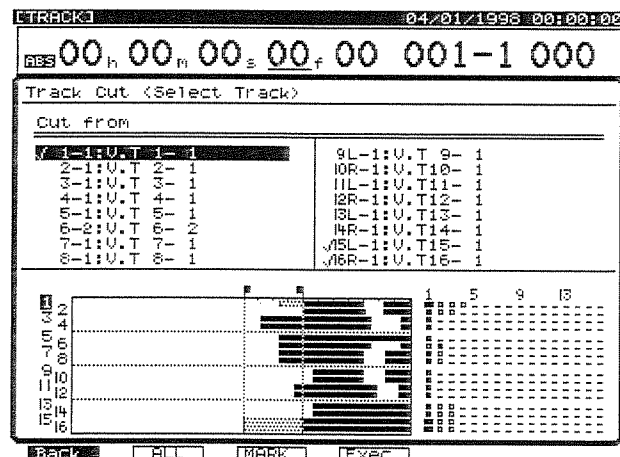 [TRACK] 04/01/1998 00:00:00
ABS 00h 00m 00s 00f 00 001-1 000
Track Cut <Select Track>
Cut from
√ 1-1:V.T 1- 1
2-1:V.T 2- 1
3-1:V.T 3- 1
4-1:V.T 4- 1
5-1:V.T 5- 1
6-2:V.T 6- 2
7-1:V.T 7- 1
8-1:V.T 8- 1
9L-1:V.T 9- 1
10R-1:V.T10- 1
11L-1:V.T11- 1
12R-1:V.T12- 1
13L-1:V.T13- 1
14R-1:V.T14- 1
√15L-1:V.T15- 1
√16R-1:V.T16- 1
1 5 9 13
1
2
3
4
5
6
7
8
9
10
11
12
13
14
15
16
Back ALL MARK Exec